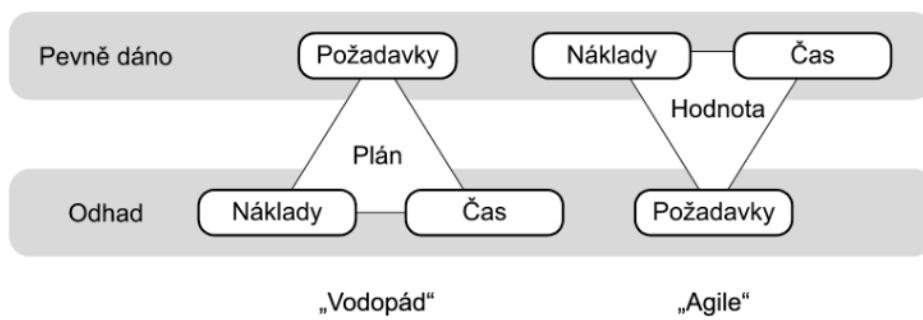 Pevně dáno
Požadavky
Náklady
Čas
Hodnota
Plán
Odhad
Náklady
Čas
Požadavky
„Vodopád“
„Agile“